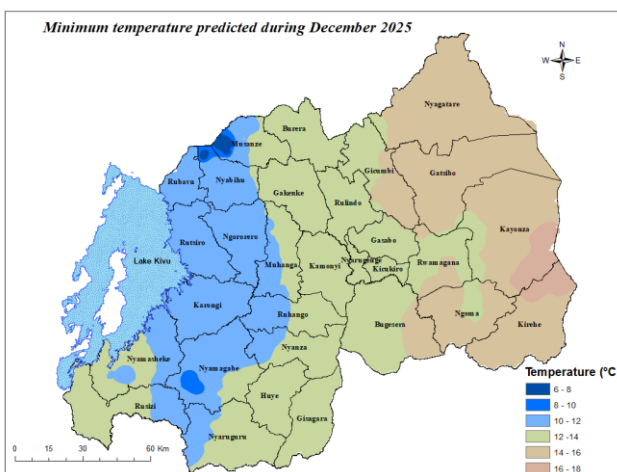 Minimum temperature predicted during December 2025
N
W E
S
Nyagatare
Burera
Musanze
Gicumbi
Gatsibo
Rubavu
Nyabihu
Gakenke
Rulindo
Kayonza
Rutsiro
Ngororero
Gasabo
Lake Kivu
Muhanga
Kamonyi
Nyarugenge
Rwamagana
Kicukiro
Karongi
Ruhango
Bugesera
Ngoma
Kirehe
Nyanza
Nyamasheke
Nyamagabe
Huye
Rusizi
Gisagara
Nyaruguru
Temperature (°C
6 - 8
8 - 10
10 - 12
12 -14
14 - 16
16 - 18
0 15 30 60 Km